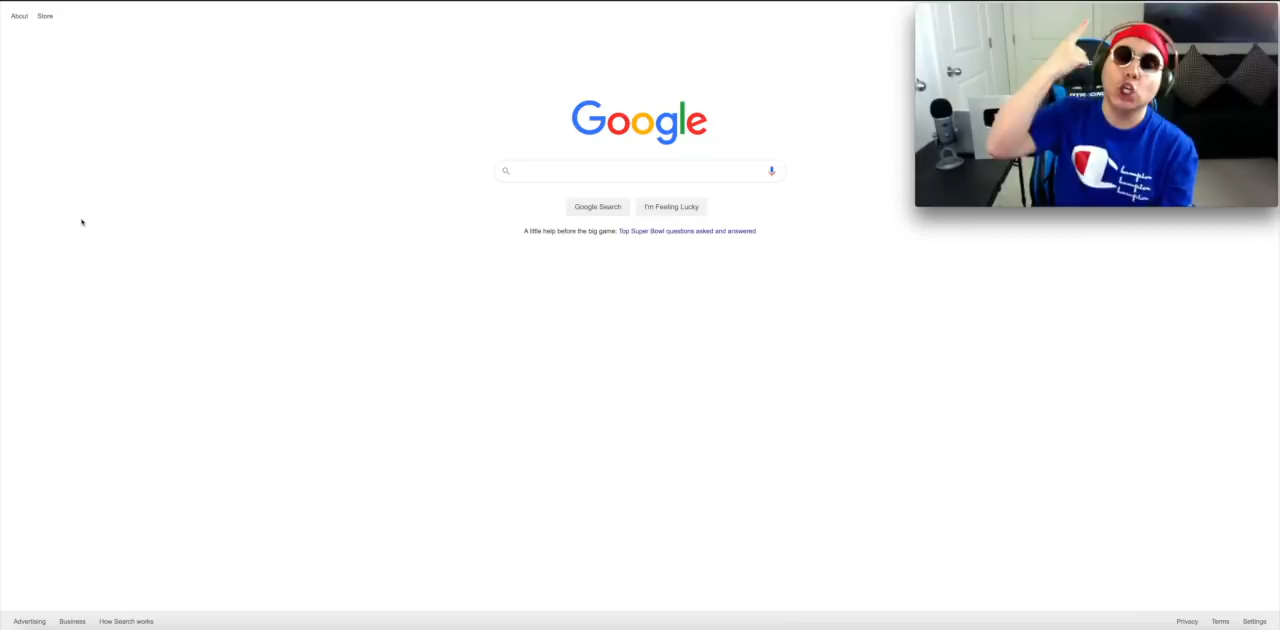 About Store
Google
Google Search I'm Feeling Lucky
A little help before the big game: Top Super Bowl questions asked and answered
Advertising Business How Search works
Privacy Terms Settings